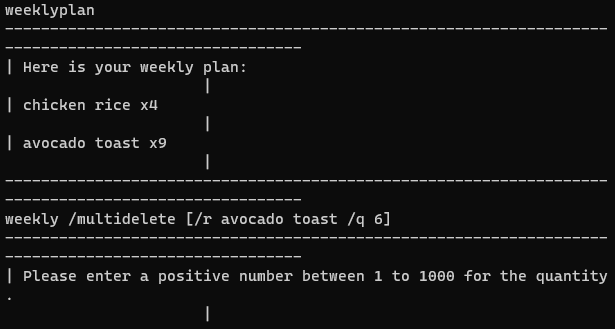 weeklyplan
-------------------------------------------------------------------
---------------------------------
| Here is your weekly plan:
|
| chicken rice x4
|
| avocado toast x9
|
-------------------------------------------------------------------
---------------------------------
weekly /multidelete [/r avocado toast /q 6]
-------------------------------------------------------------------
---------------------------------
| Please enter a positive number between 1 to 1000 for the quantity
.
|